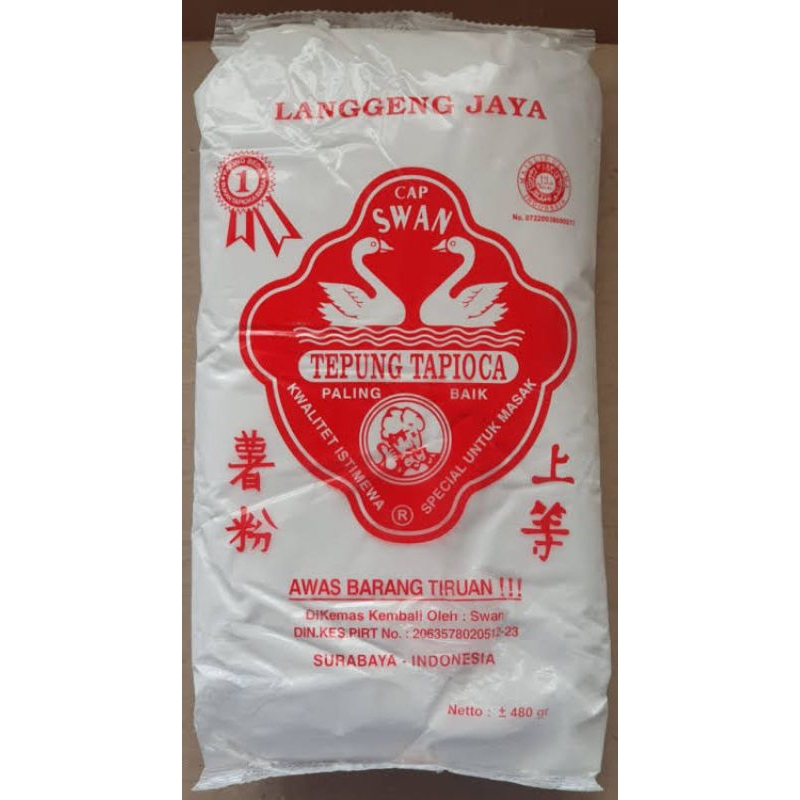 LANGGENG JAYA
1
CAP
SWAN
TEPUNG TAPIOCA
PALING BAIK
KWALITET ISTIMEWA
SPECIAL UNTUK MASAK
®
薯粉
上等
AWAS BARANG TIRUAN !!!
DiKemas Kembali Oleh : Swan
DIN.KES PIRT No. : 2063578020512-23
SURABAYA - INDONESIA
Netto : ± 480 gr